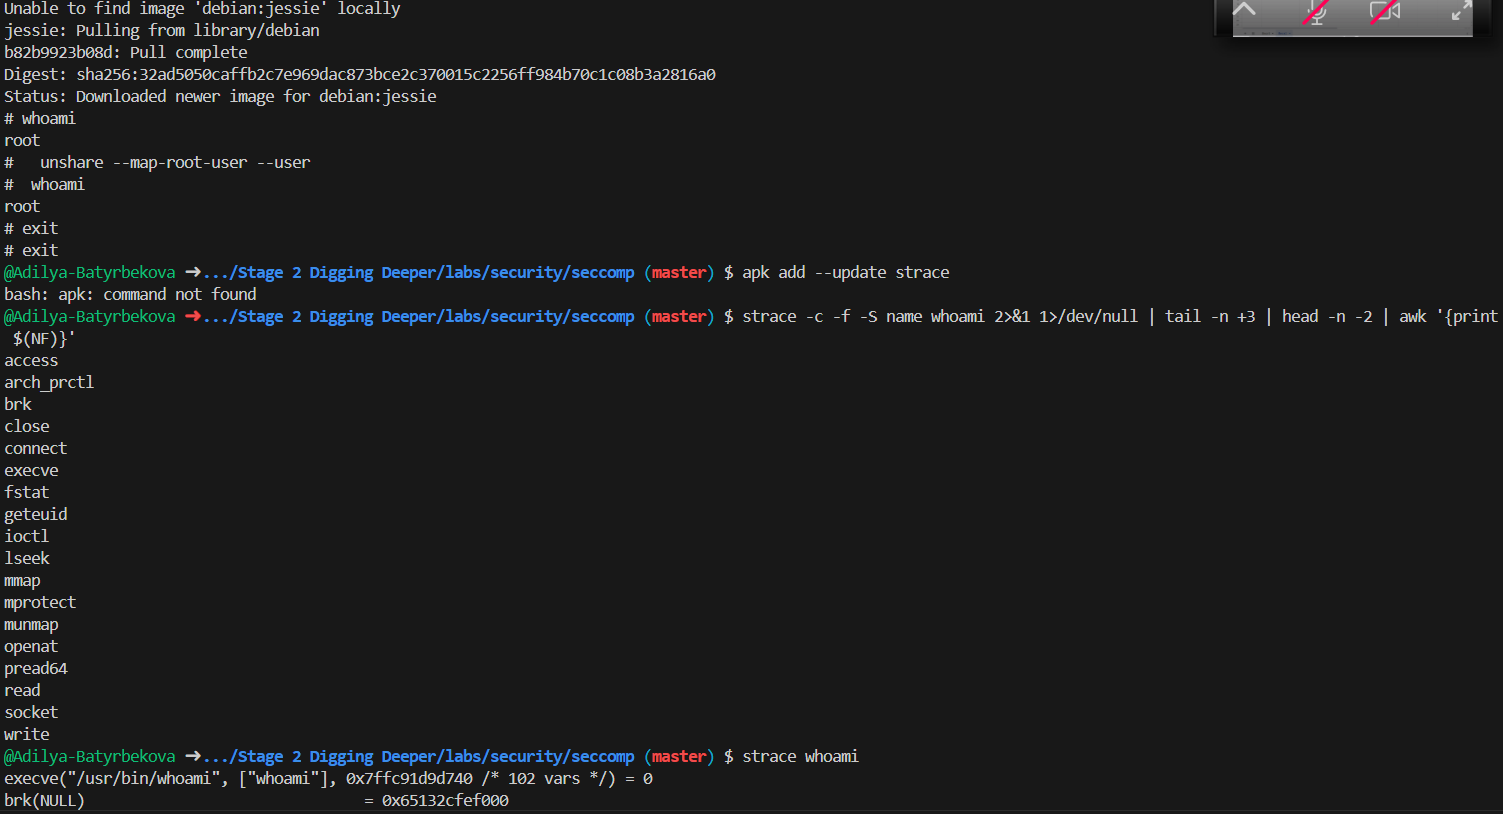 Unable to find image 'debian:jessie' locally
jessie: Pulling from library/debian
b82b9923b08d: Pull complete
Digest: sha256:32ad5050caffb2c7e969dac873bce2c370015c2256ff984b70c1c08b3a2816a0
Status: Downloaded newer image for debian:jessie
# whoami
root
#   unshare --map-root-user --user
#  whoami
root
# exit
# exit
@Adilya-Batyrbekova ➜.../Stage 2 Digging Deeper/labs/security/seccomp (master) $ apk add --update strace
bash: apk: command not found
@Adilya-Batyrbekova ➜.../Stage 2 Digging Deeper/labs/security/seccomp (master) $ strace -c -f -S name whoami 2>&1 1>/dev/null | tail -n +3 | head -n -2 | awk '{print
$(NF)}'
access
arch_prctl
brk
close
connect
execve
fstat
geteuid
ioctl
lseek
mmap
mprotect
munmap
openat
pread64
read
socket
write
@Adilya-Batyrbekova ➜.../Stage 2 Digging Deeper/labs/security/seccomp (master) $ strace whoami
execve("/usr/bin/whoami", ["whoami"], 0x7ffc91d9d740 /* 102 vars */) = 0
brk(NULL)                               = 0x65132cfef000